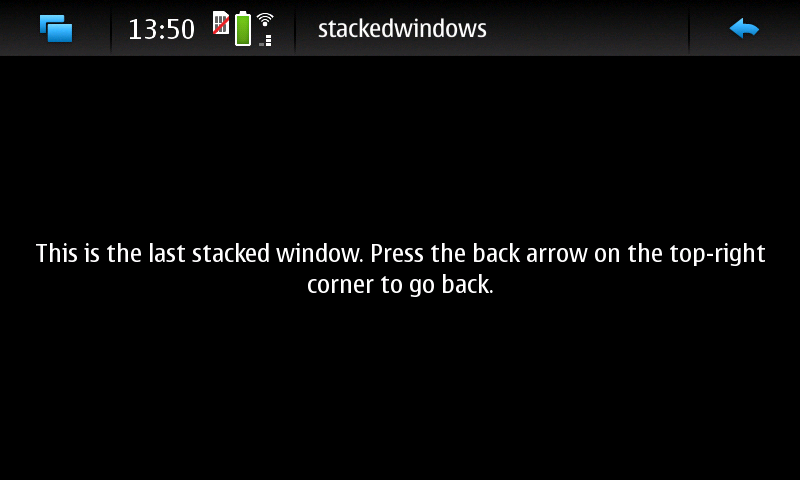 13:50
stackedwindows
This is the last stacked window. Press the back arrow on the top-right
corner to go back.